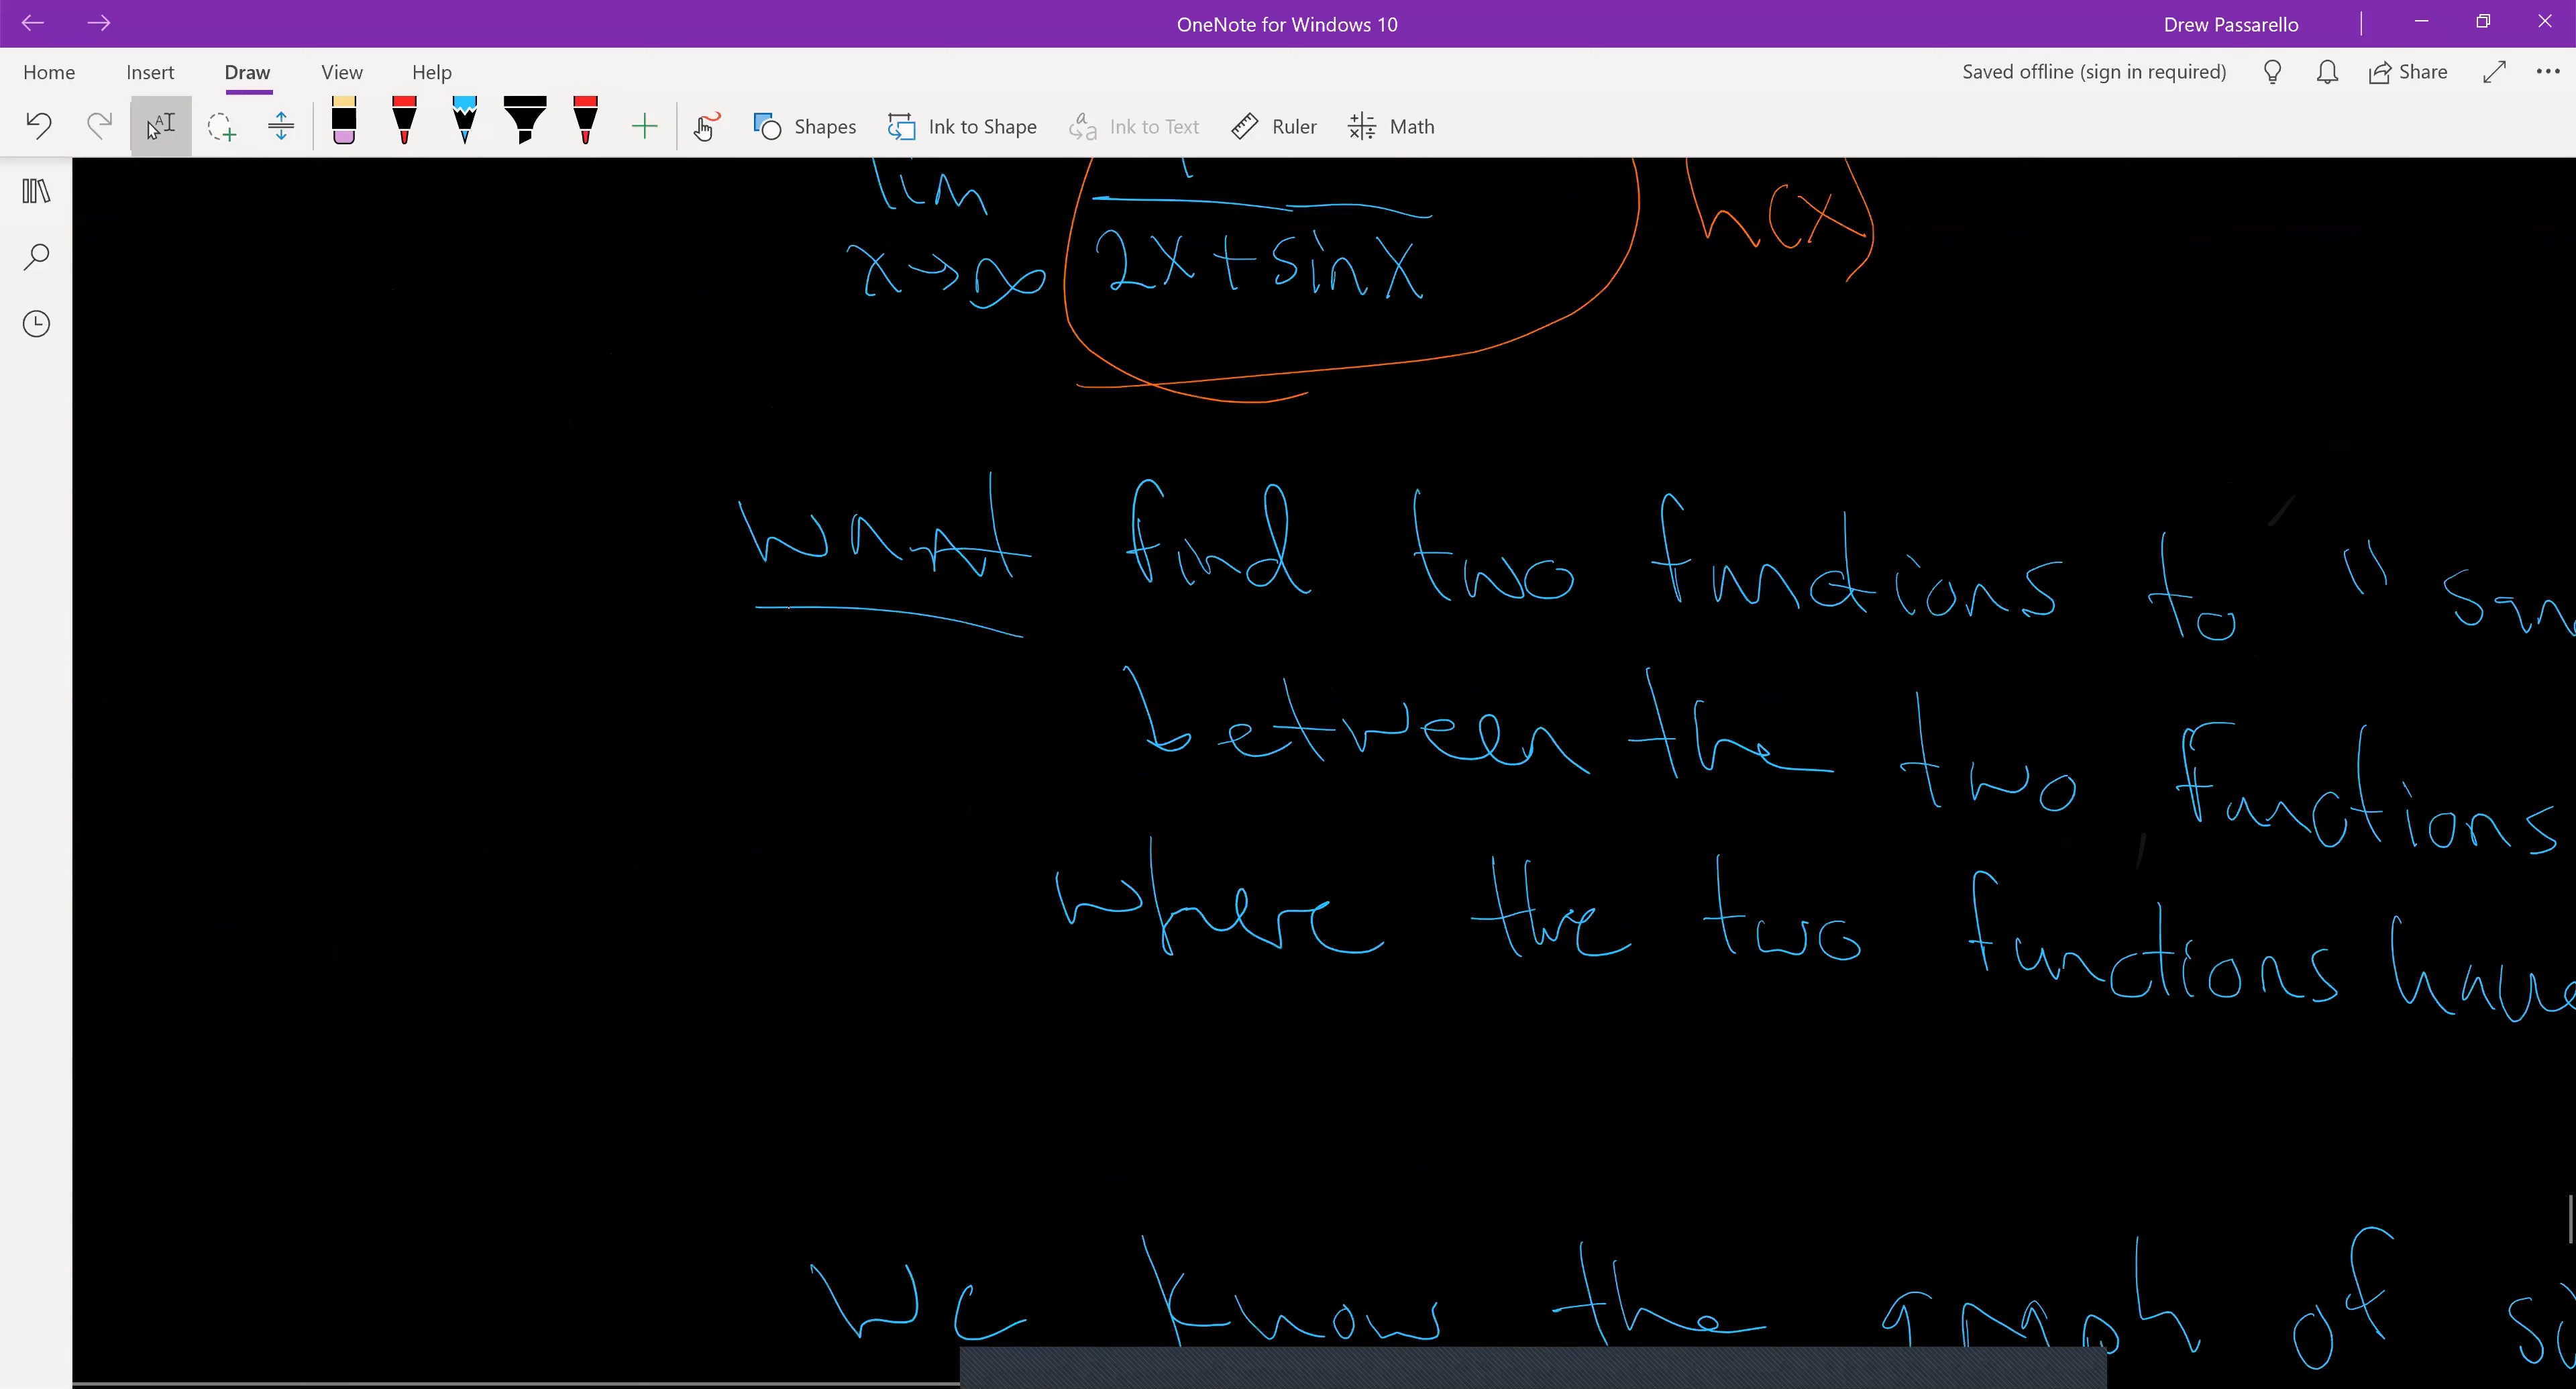 OneNote for Windows 10
Drew Passarello
Home Insert Draw View Help
Saved offline (sign in required)
Share
Shapes Ink to Shape Ink to Text Ruler Math
lim
x→∞ 2x+sinx
h(x)
want find two functions to "
between the two functions
where the two functions have
We know the graph of